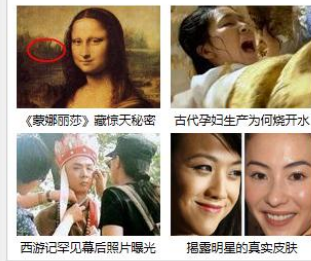 《蒙娜丽莎》藏惊天秘密
古代孕妇生产为何烧开水
西游记罕见幕后照片曝光
揭露明星的真实皮肤